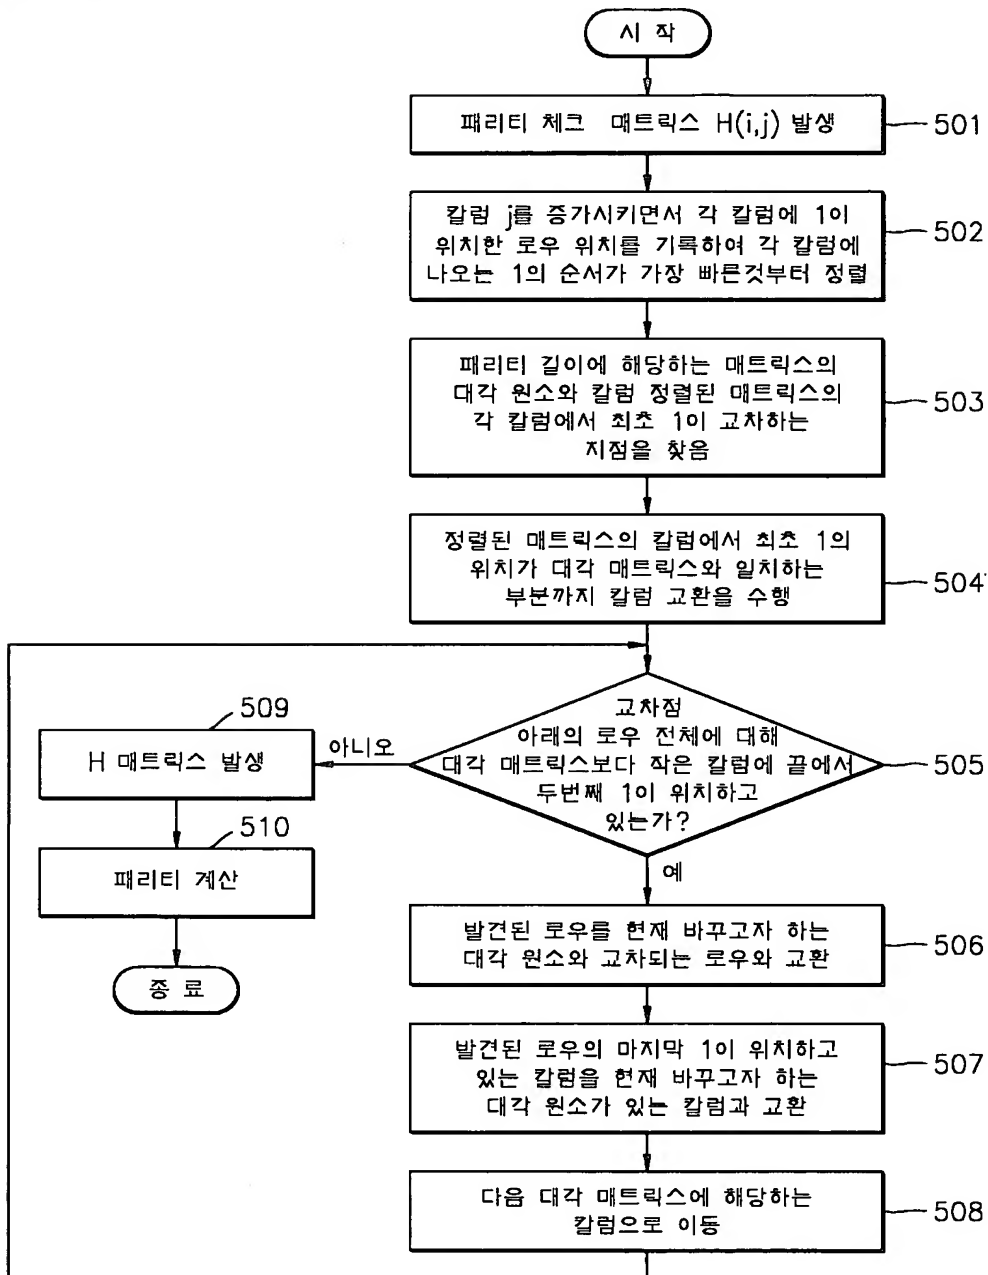 시 작
패리티 체크 매트릭스 H(i,j) 발생
501
칼럼 j를 증가시키면서 각 칼럼에 1이
위치한 로우 위치를 기록하여 각 칼럼에
나오는 1의 순서가 가장 빠른것부터 정렬
502
패리티 길이에 해당하는 매트릭스의
대각 원소와 칼럼 정렬된 매트릭스의
각 칼럼에서 최초 1이 교차하는
지점을 찾음
503
정렬된 매트릭스의 칼럼에서 최초 1의
위치가 대각 매트릭스와 일치하는
부분까지 칼럼 교환을 수행
504
교차점
아래의 로우 전체에 대해
대각 매트릭스보다 작은 칼럼에 끝에서
두번째 1이 위치하고
있는가?
505
아니오
509
H 매트릭스 발생
510
패리티 계산
종 료
예
발견된 로우를 현재 바꾸고자 하는
대각 원소와 교차되는 로우와 교환
506
발견된 로우의 마지막 1이 위치하고
있는 칼럼을 현재 바꾸고자 하는
대각 원소가 있는 칼럼과 교환
507
다음 대각 매트릭스에 해당하는
칼럼으로 이동
508